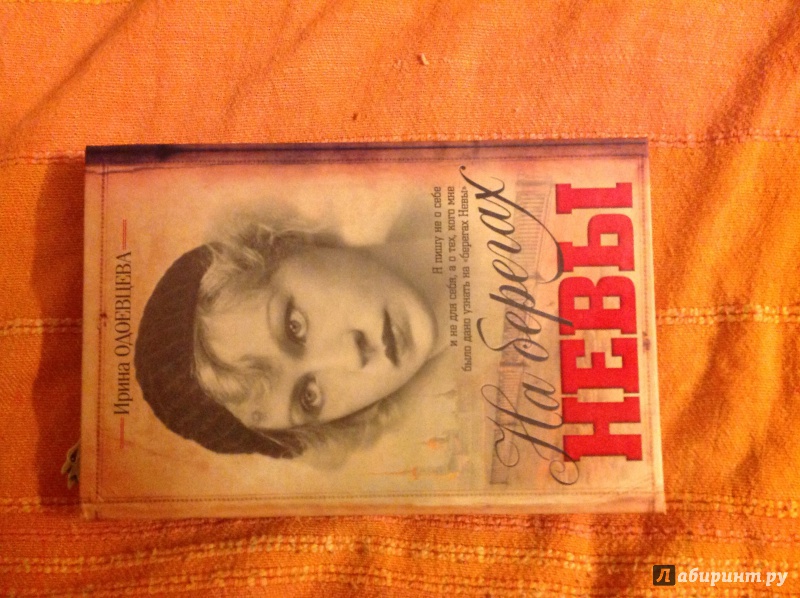 Ирина ОДОЕВЦЕВА
Я пишу не о себе
и не для себя, а о тех, кого мне
было дано узнать на «берегах Невы»
На берегах
НЕВЫ
Лабиринт.ру